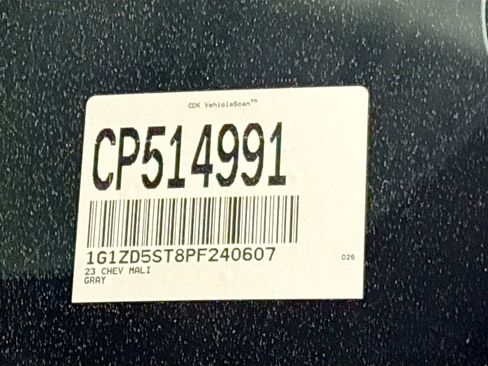 CDK VehicleScan™
CP514991
1G1ZD5ST8PF240607
23 CHEV MALI
D26
GRAY